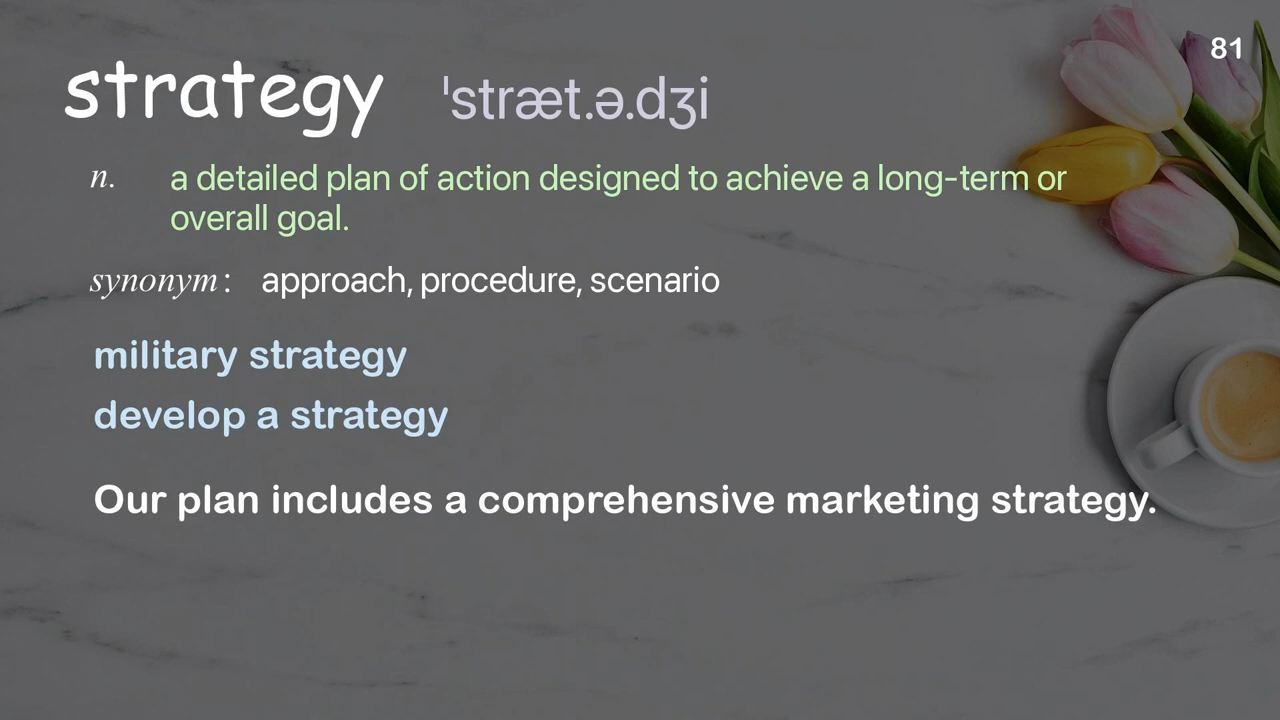 81
strategy ˈstræt.ə.dʒi
n. a detailed plan of action designed to achieve a long-term or
overall goal.
synonym: approach, procedure, scenario
military strategy
develop a strategy
Our plan includes a comprehensive marketing strategy.